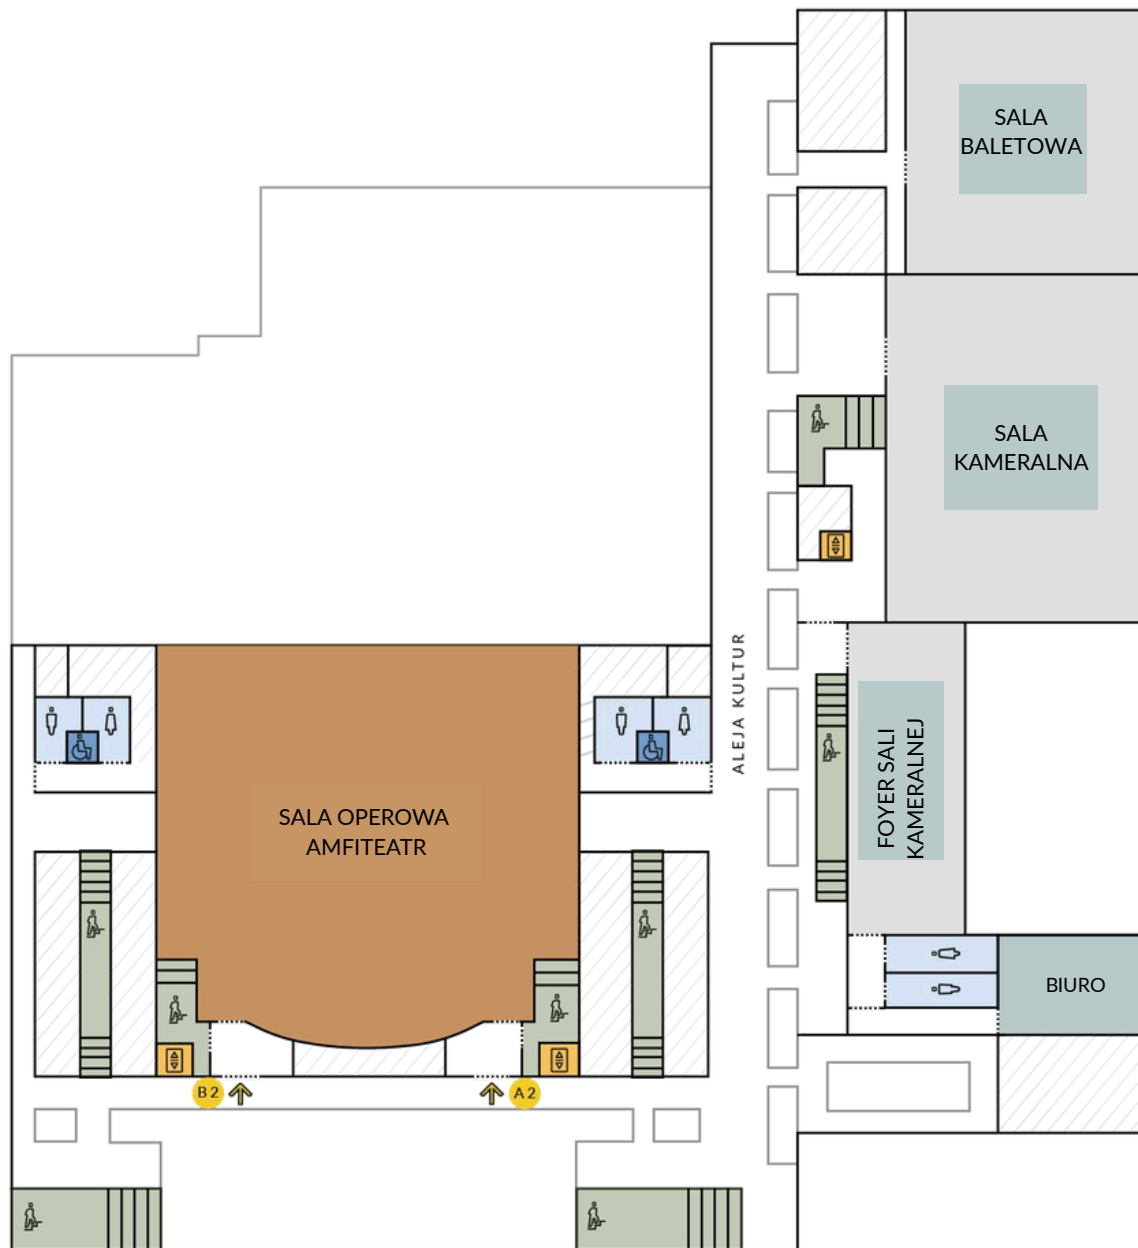 SALA
BALETOWA
SALA
KAMERALNA
ALEJA KULTUR
FOYER SALI
KAMERALNEJ
SALA OPEROWA
AMFITEATR
BIURO
B2
A2